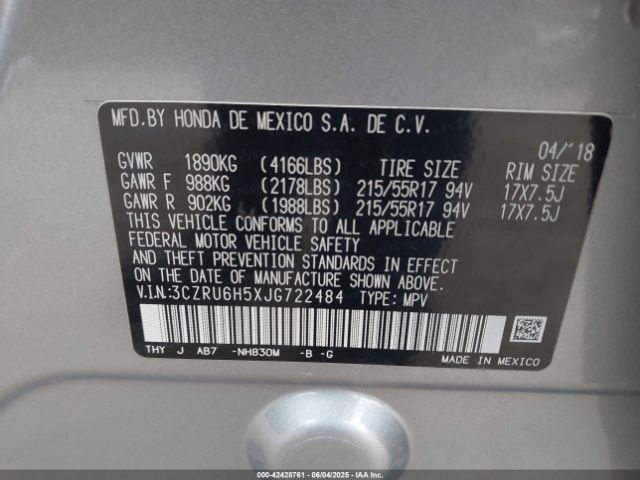 MFD.BY HONDA DE MEXICO S.A. DE C.V.
04/'18
GVWR 1890KG (4166LBS) TIRE SIZE RIM SIZE
GAWR F 988KG (2178LBS) 215/55R17 94V 17X7.5J
GAWR R 902KG (1988LBS) 215/55R17 94V 17X7.5J
THIS VEHICLE CONFORMS TO ALL APPLICABLE
FEDERAL MOTOR VEHICLE SAFETY
AND THEFT PREVENTION STANDARDS IN EFFECT
ON THE DATE OF MANUFACTURE SHOWN ABOVE.
V.I.N.:3CZRU6H5XJG722484 TYPE: MPV
THY J AB7 -NH830M -B -G
MADE IN MEXICO
000-42428761 - 06/04/2025 - IAAI.COM